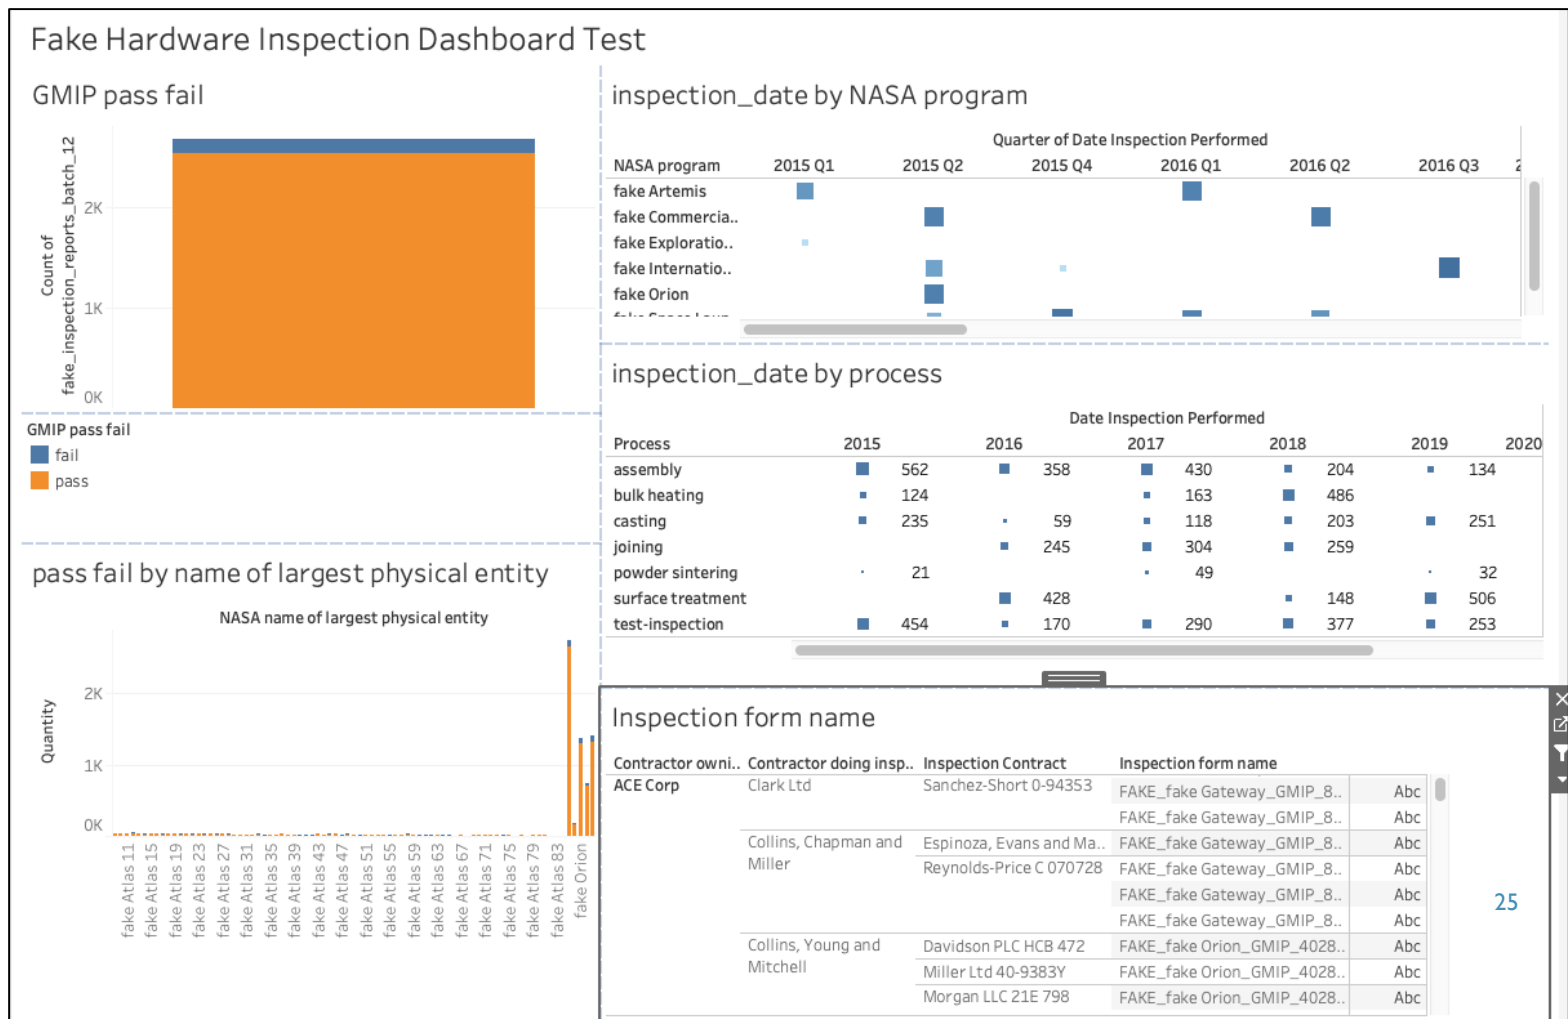 Fake Hardware Inspection Dashboard Test
GMIP pass fail
Count of
fake_inspection_reports_batch_12
2K
1K
0K
GMIP pass fail
fail
pass
pass fail by name of largest physical entity
NASA name of largest physical entity
Quantity
2K
1K
0K
fake Atlas 11
fake Atlas 15
fake Atlas 19
fake Atlas 23
fake Atlas 27
fake Atlas 31
fake Atlas 35
fake Atlas 39
fake Atlas 43
fake Atlas 47
fake Atlas 51
fake Atlas 55
fake Atlas 59
fake Atlas 63
fake Atlas 67
fake Atlas 71
fake Atlas 75
fake Atlas 79
fake Atlas 83
fake Orion
inspection_date by NASA program
Quarter of Date Inspection Performed
NASA program 2015 Q1 2015 Q2 2015 Q4 2016 Q1 2016 Q2 2016 Q3
fake Artemis
fake Commercia..
fake Exploratio..
fake Internatio..
fake Orion
inspection_date by process
Date Inspection Performed
Process 2015 2016 2017 2018 2019 2020
assembly 562 358 430 204 134
bulk heating 124 163 486
casting 235 59 118 203 251
joining 245 304 259
powder sintering 21 49 32
surface treatment 428 148 506
test-inspection 454 170 290 377 253
Inspection form name
Contractor owni.. Contractor doing insp.. Inspection Contract Inspection form name
ACE Corp Clark Ltd Sanchez-Short 0-94353 FAKE_fake Gateway_GMIP_8.. Abc
FAKE_fake Gateway_GMIP_8.. Abc
Collins, Chapman and Espinoza, Evans and Ma.. FAKE_fake Gateway_GMIP_8.. Abc
Miller Reynolds-Price C 070728 FAKE_fake Gateway_GMIP_8.. Abc
FAKE_fake Gateway_GMIP_8.. Abc
FAKE_fake Gateway_GMIP_8.. Abc
25
Collins, Young and Davidson PLC HCB 472 FAKE_fake Orion_GMIP_4028.. Abc
Mitchell Miller Ltd 40-9383Y FAKE_fake Orion_GMIP_4028.. Abc
Morgan LLC 21E 798 FAKE_fake Orion_GMIP_4028.. Abc